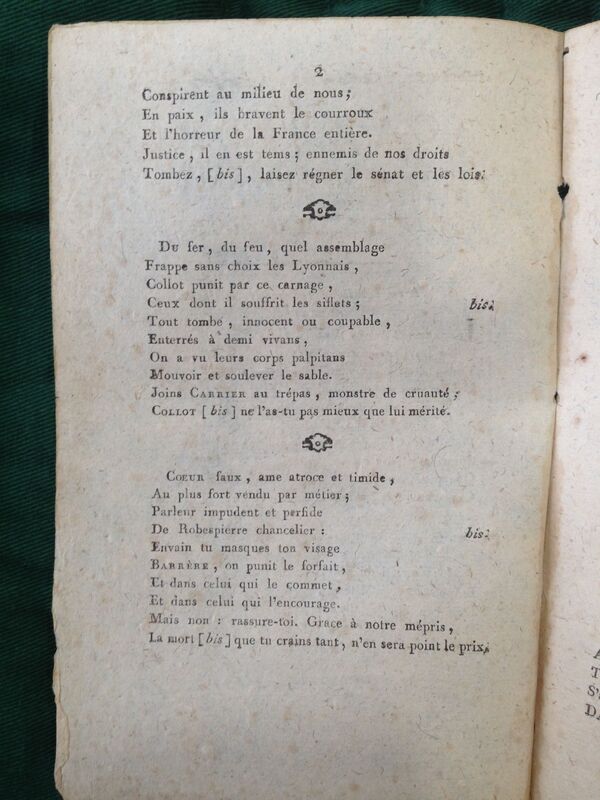 2
Conspirent au milieu de nous;
En paix, ils bravent le courroux
Et l'horreur de la France entière.
Justice, il en est tems; ennemis de nos droits
Tombez, [bis], laisez régner le sénat et les lois.
Du fer, du feu, quel assemblage
Frappe sans choix les Lyonnais,
Collot punit par ce carnage,
Ceux dont il souffrit les sifflets;
bis.
Tout tombe, innocent ou coupable,
Enterrés à demi vivans,
On a vu leurs corps palpitans
Mouvoir et soulever le sable.
Joins CARRIER au trépas, monstre de cruauté;
COLLOT [bis] ne l'as-tu pas mieux que lui mérité.
COEUR faux, ame atroce et timide,
Au plus fort vendu par métier;
Parleur impudent et perfide
De Robespierre chancelier:
bis.
Envain tu masques ton visage
BARRÈRE, on punit le forfait,
Et dans celui qui le commet,
Et dans celui qui l'encourage.
Mais non: rassure-toi. Grace à notre mépris,
La mort [bis] que tu crains tant, n'en sera point le prix.
A
T
S'
DA